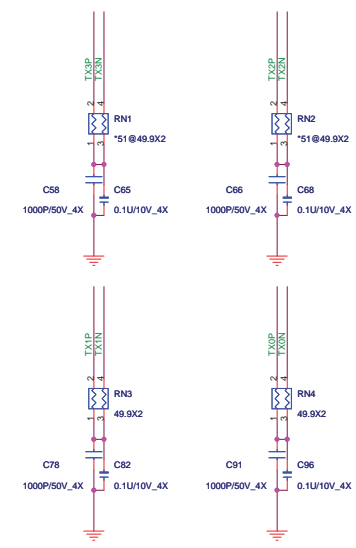 TX3P
TX3N
2
4
RN1
*51@49.9X2
1
3
C58
C65
1000P/50V_4X
0.1U/10V_4X
TX2P
TX2N
2
4
RN2
*51@49.9X2
1
3
C66
C68
1000P/50V_4X
0.1U/10V_4X
TX1P
TX1N
2
4
RN3
49.9X2
1
3
C78
C82
1000P/50V_4X
0.1U/10V_4X
TX0P
TX0N
2
4
RN4
49.9X2
1
3
C91
C96
1000P/50V_4X
0.1U/10V_4X